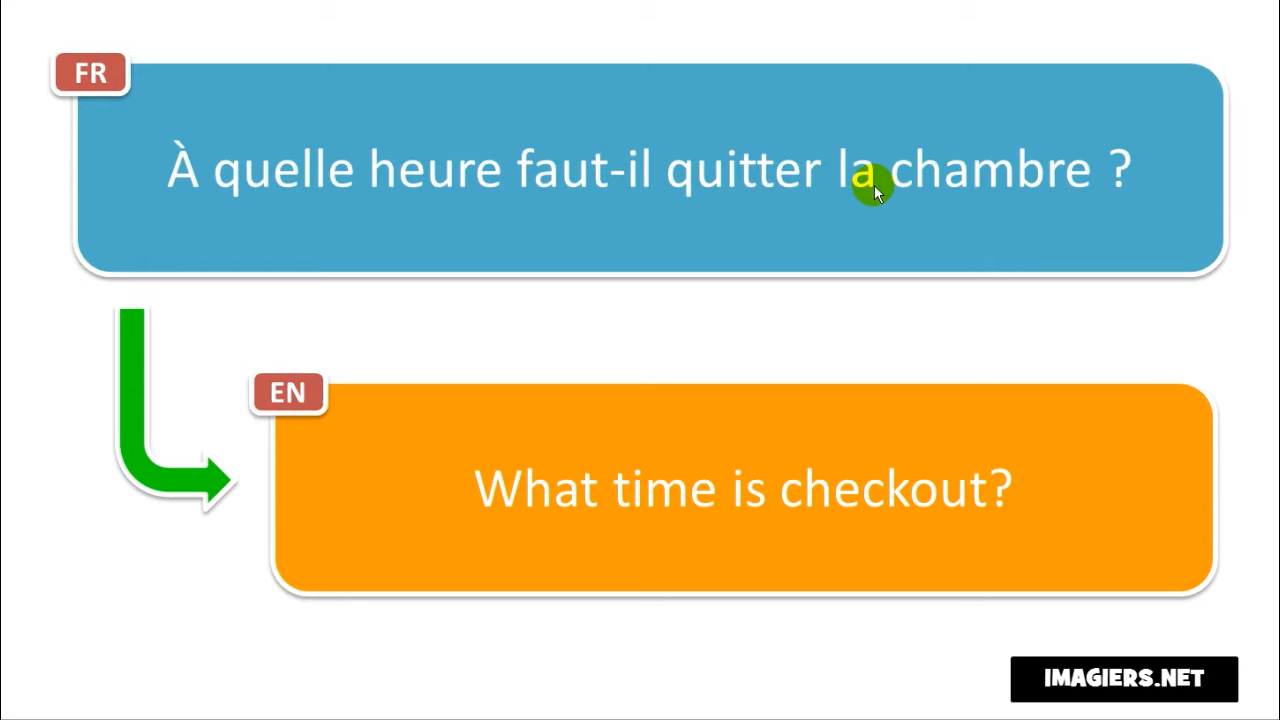 FR
À quelle heure faut-il quitter la chambre ?
EN
What time is checkout?
IMAGIERS.NET